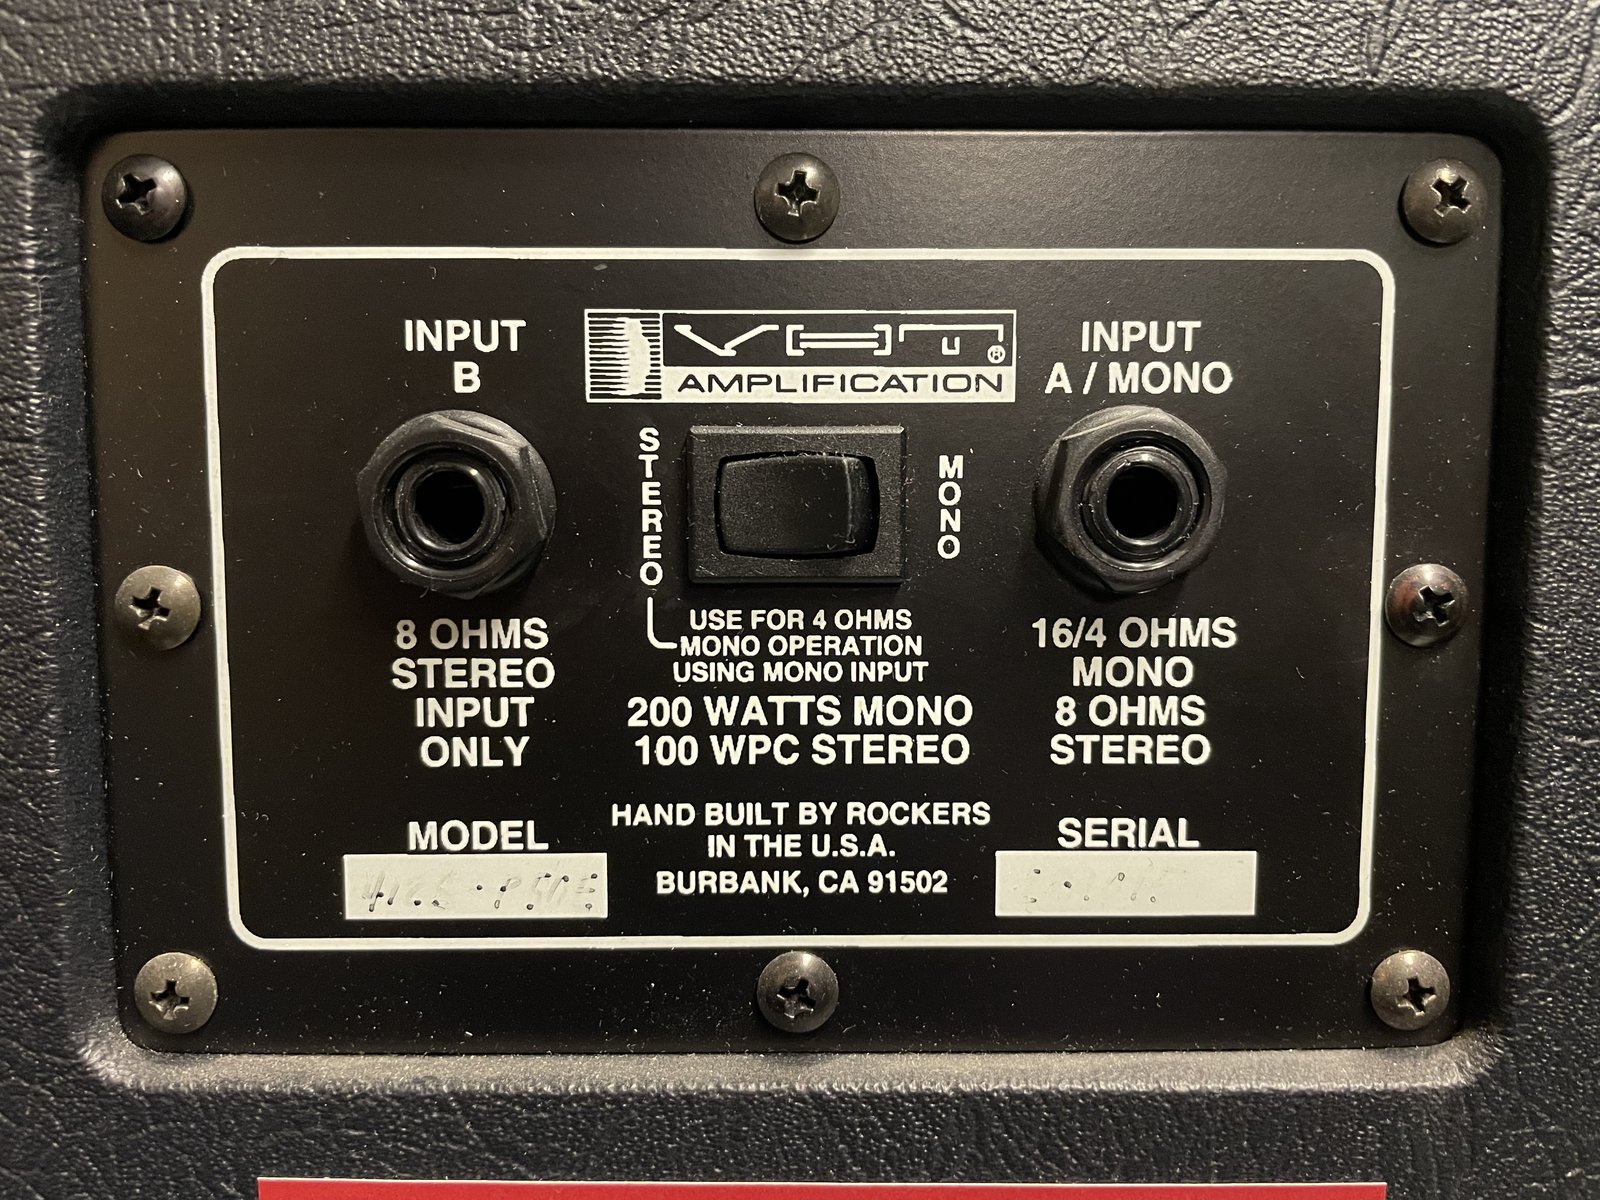 INPUT
B
VHT ®
AMPLIFICATION
INPUT
A / MONO
STEREO
MONO
USE FOR 4 OHMS
MONO OPERATION
USING MONO INPUT
8 OHMS
STEREO
INPUT
ONLY
200 WATTS MONO
100 WPC STEREO
16/4 OHMS
MONO
8 OHMS
STEREO
MODEL
HAND BUILT BY ROCKERS
IN THE U.S.A.
BURBANK, CA 91502
SERIAL